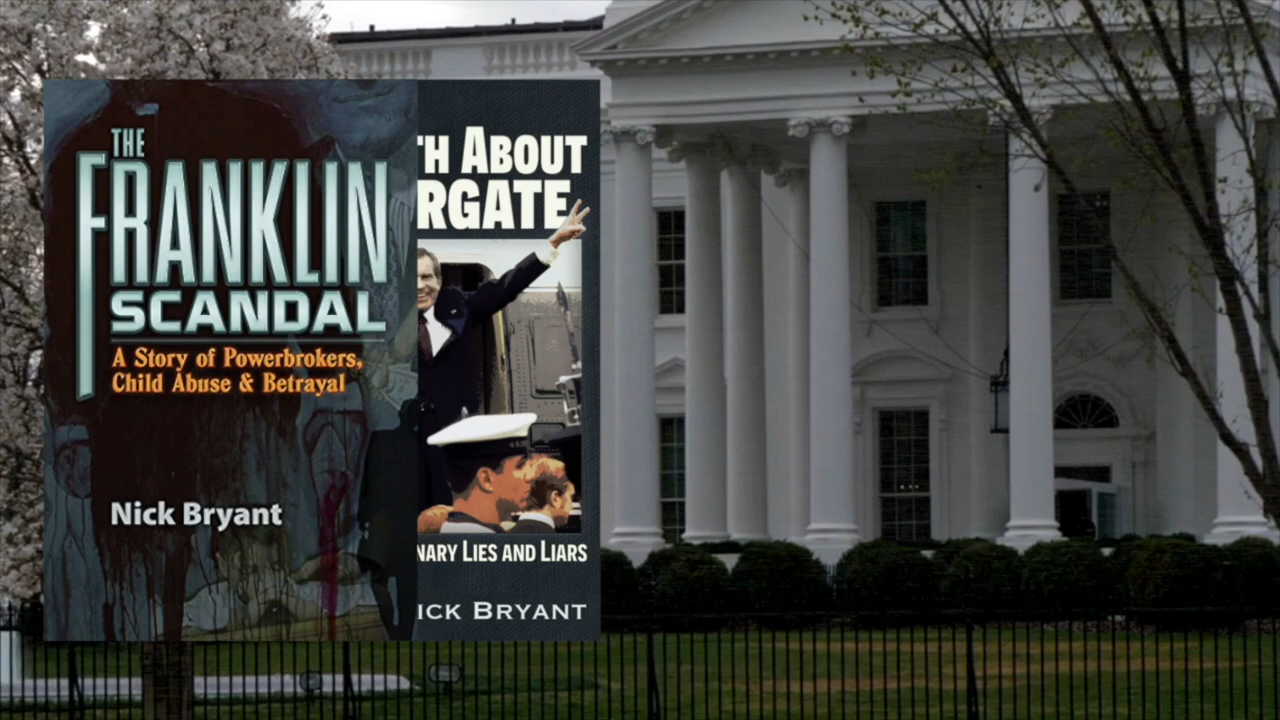 THE
FRANKLIN
SCANDAL
A Story of Powerbrokers,
Child Abuse & Betrayal
Nick Bryant
TH ABOUT
RGATE
NARY LIES AND LIARS
ICK BRYANT